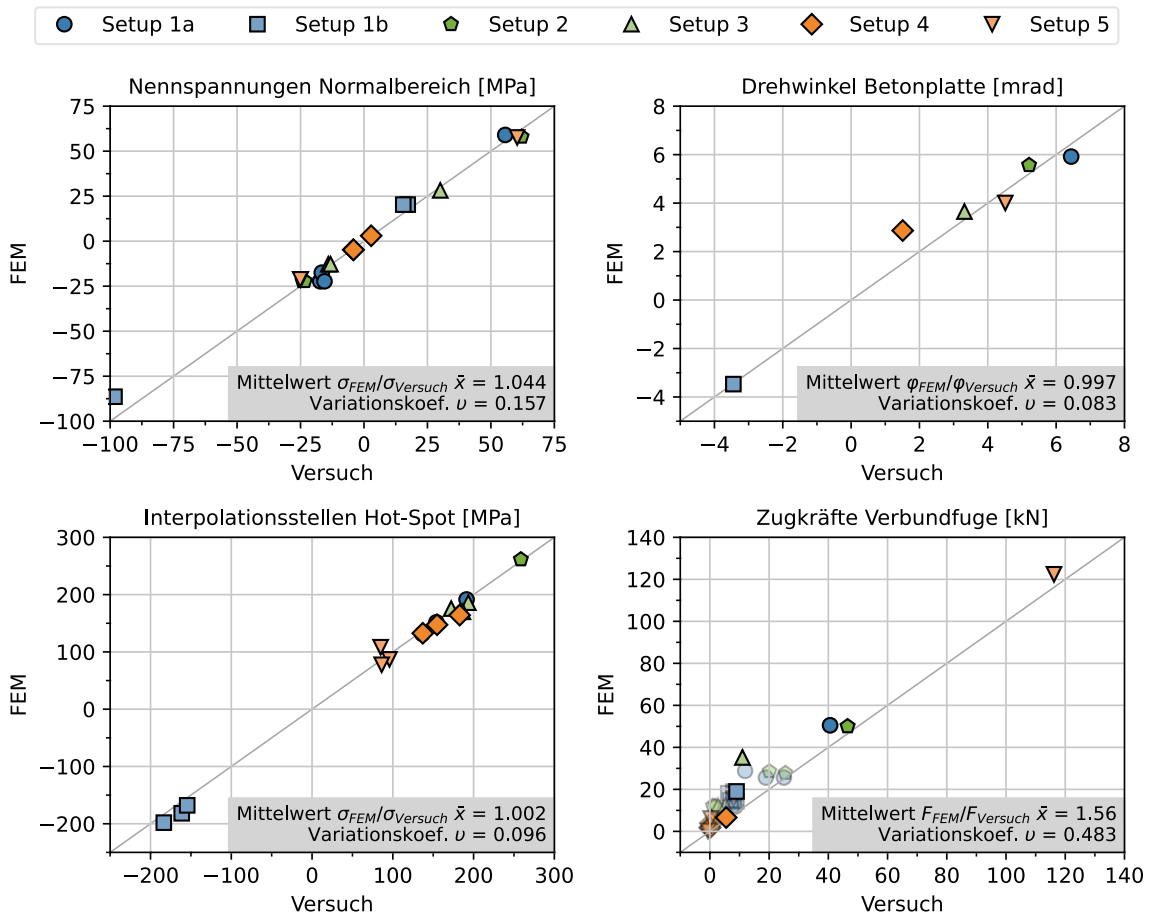 Setup 1a Setup 1b Setup 2 Setup 3 Setup 4 Setup 5
Nennspannungen Normalbereich [MPa]
75
50
25
0
−25
−50
−75
−100
FEM
Mittelwert σFEM/σVersuch x̄ = 1.044
Variationskoef. υ = 0.157
−100 −75 −50 −25 0 25 50 75
Versuch
Drehwinkel Betonplatte [mrad]
8
6
4
2
0
−2
−4
FEM
Mittelwert φFEM/φVersuch x̄ = 0.997
Variationskoef. υ = 0.083
−4 −2 0 2 4 6 8
Versuch
Interpolationsstellen Hot-Spot [MPa]
300
200
100
0
−100
−200
FEM
Mittelwert σFEM/σVersuch x̄ = 1.002
Variationskoef. υ = 0.096
−200 −100 0 100 200 300
Versuch
Zugkräfte Verbundfuge [kN]
140
120
100
80
60
40
20
0
FEM
Mittelwert FFEM/FVersuch x̄ = 1.56
Variationskoef. υ = 0.483
0 20 40 60 80 100 120 140
Versuch